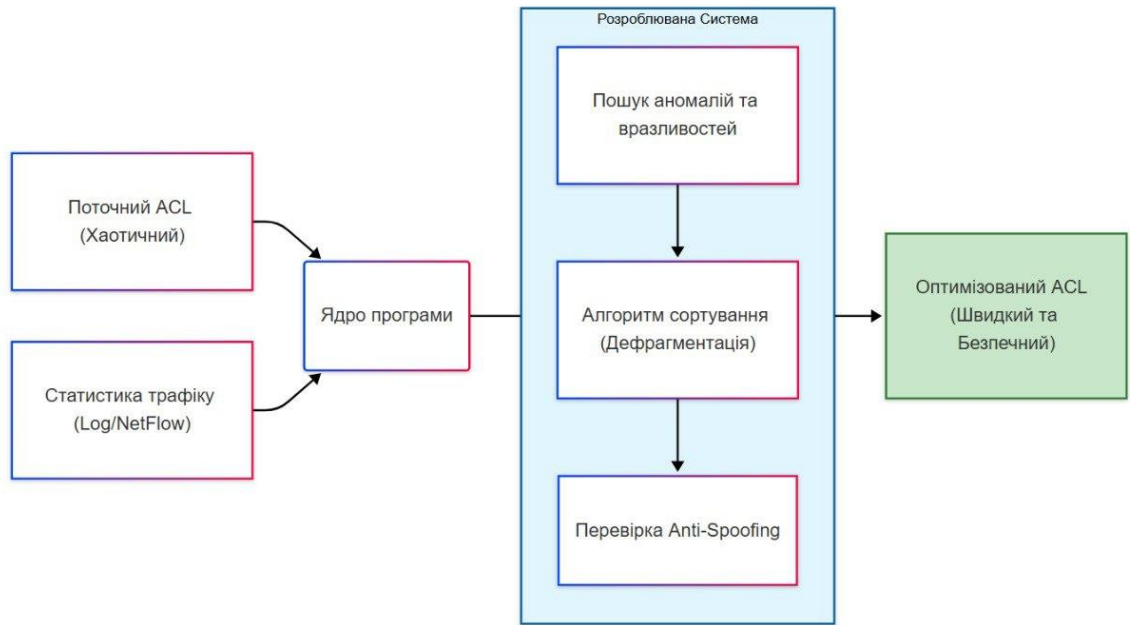 Розроблювана Система
Пошук аномалій та
вразливостей
Поточний ACL
(Хаотичний)
Ядро програми
Статистика трафіку
(Log/NetFlow)
Алгоритм сортування
(Дефрагментація)
Перевірка Anti-Spoofing
Оптимізований ACL
(Швидкий та
Безпечний)